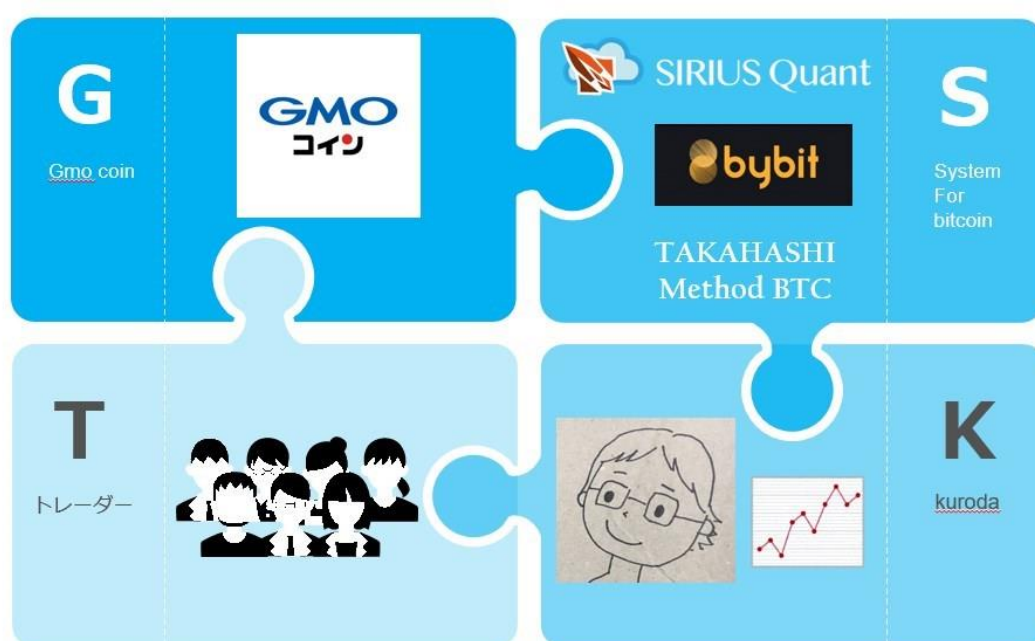 G
Gmo coin
GMO
コイン
SIRIUS Quant
bybit
TAKAHASHI
Method BTC
S
System
For
bitcoin
T
トレーダー
K
kuroda